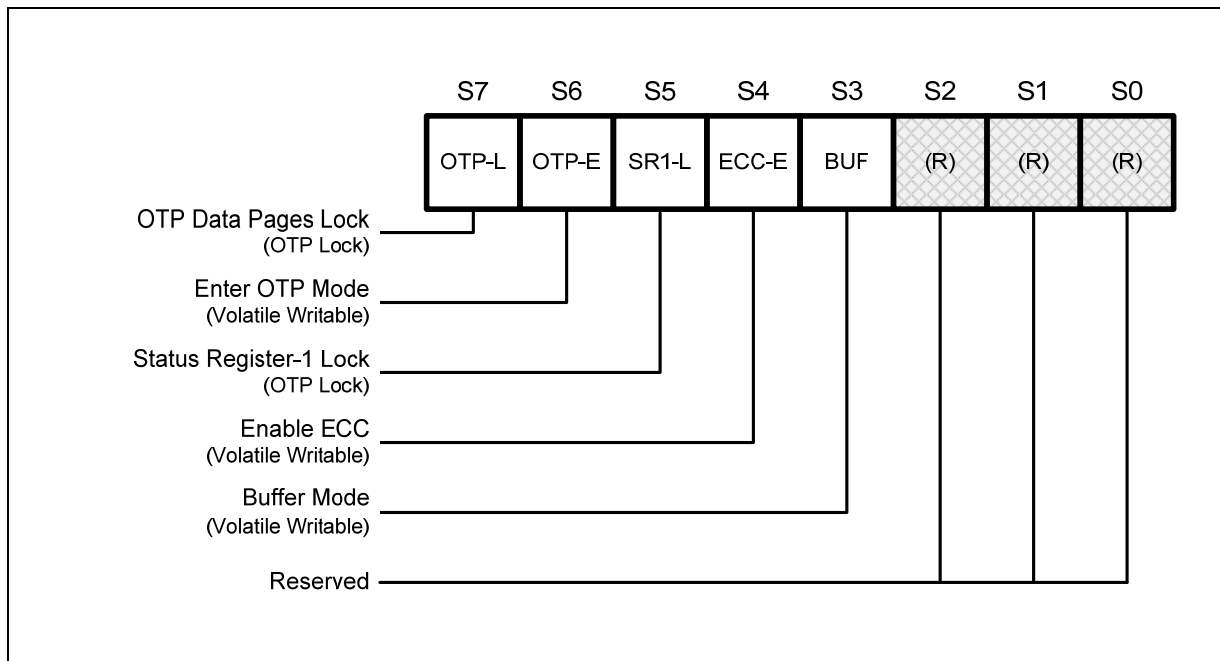 S7 S6 S5 S4 S3 S2 S1 S0
OTP-L OTP-E SR1-L ECC-E BUF (R) (R) (R)
OTP Data Pages Lock
(OTP Lock)
Enter OTP Mode
(Volatile Writable)
Status Register-1 Lock
(OTP Lock)
Enable ECC
(Volatile Writable)
Buffer Mode
(Volatile Writable)
Reserved